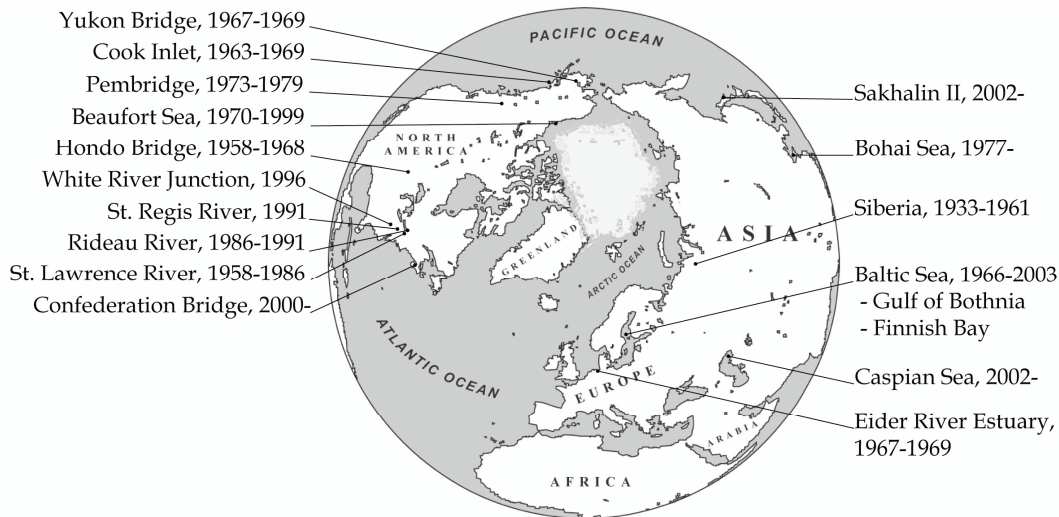 Yukon Bridge, 1967-1969
Cook Inlet, 1963-1969
Pembridge, 1973-1979
Beaufort Sea, 1970-1999
Hondo Bridge, 1958-1968
White River Junction, 1996
St. Regis River, 1991
Rideau River, 1986-1991
St. Lawrence River, 1958-1986
Confederation Bridge, 2000-
PACIFIC OCEAN
NORTH
AMERICA
GREENLAND
ARCTIC OCEAN
ASIA
ATLANTIC OCEAN
EUROPE
ARABIA
AFRICA
Sakhalin II, 2002-
Bohai Sea, 1977-
Siberia, 1933-1961
Baltic Sea, 1966-2003
- Gulf of Bothnia
- Finnish Bay
Caspian Sea, 2002-
Eider River Estuary,
1967-1969